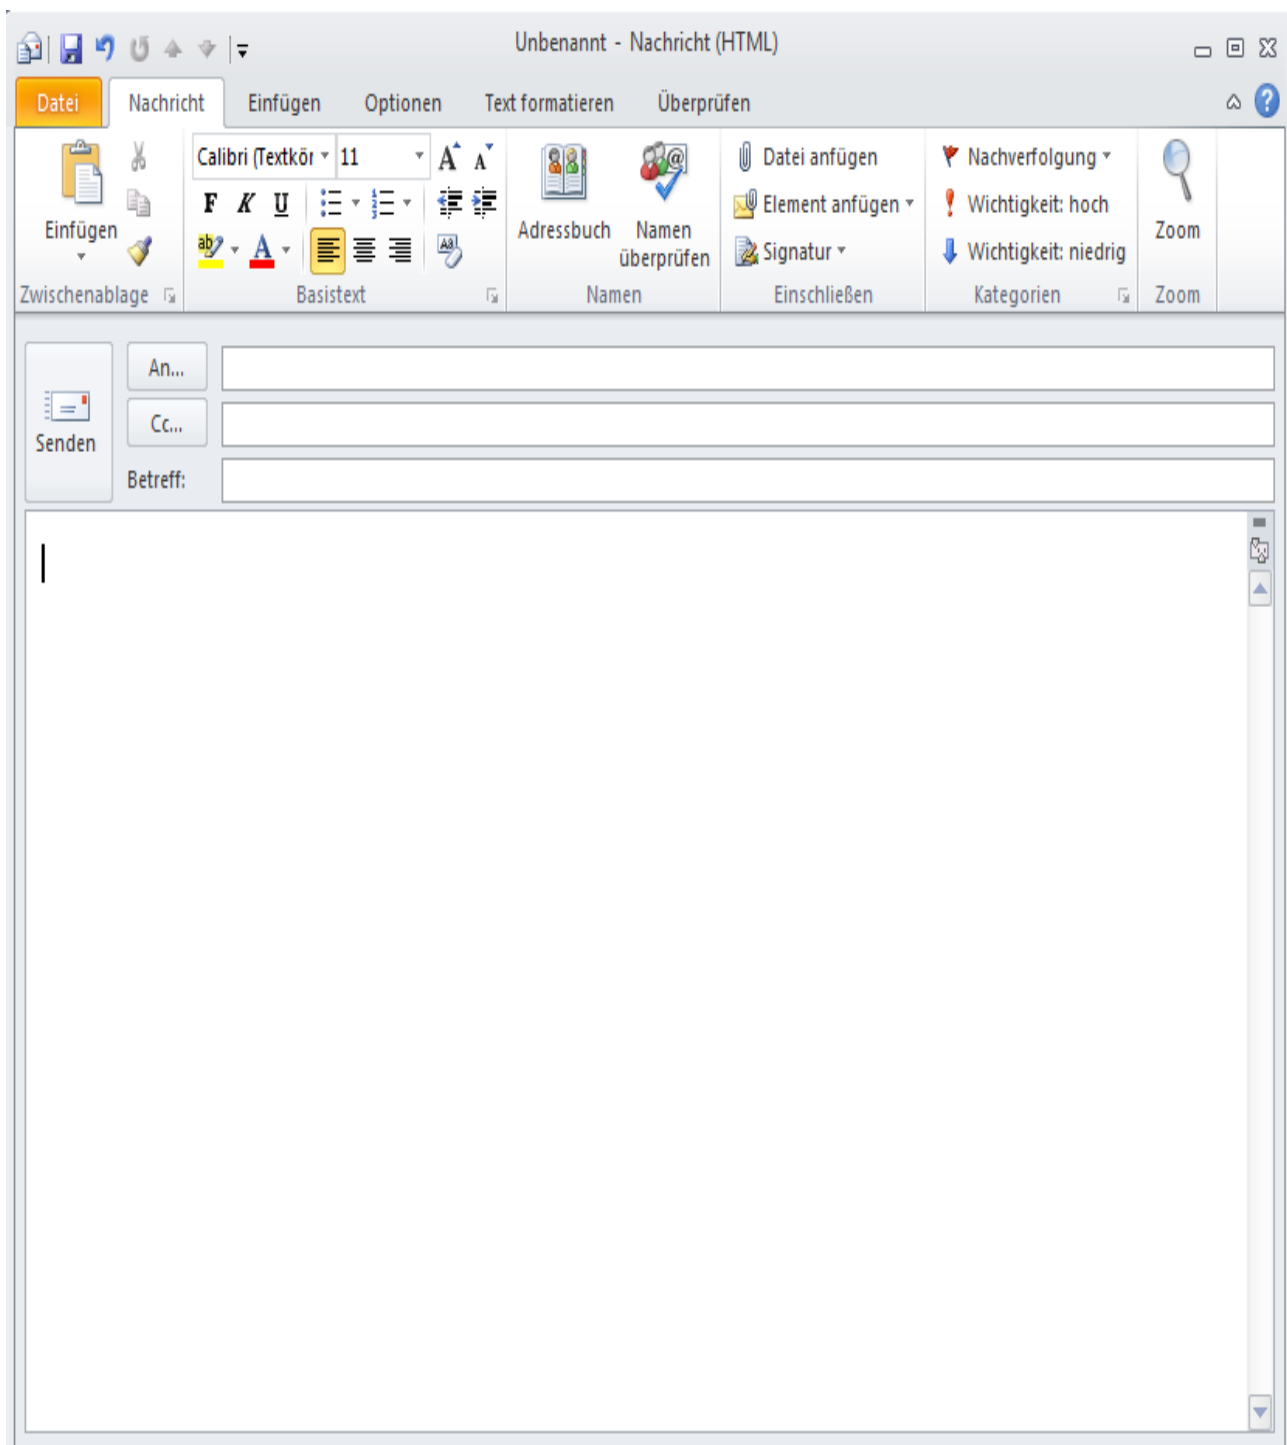 Unbenannt - Nachricht (HTML)
Datei Nachricht Einfügen Optionen Text formatieren Überprüfen
Calibri (Textkör 11 Datei anfügen Nachverfolgung
F K U Element anfügen Wichtigkeit: hoch
Einfügen Adressbuch Namen überprüfen Signatur Wichtigkeit: niedrig Zoom
Zwischenablage Basistext Namen Einschließen Kategorien Zoom
An...
Cc...
Senden
Betreff: